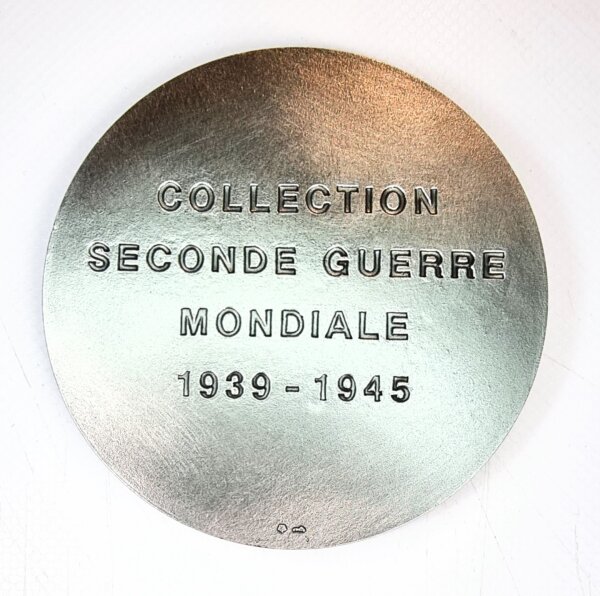 COLLECTION
SECONDE GUERRE
MONDIALE
1939-1945